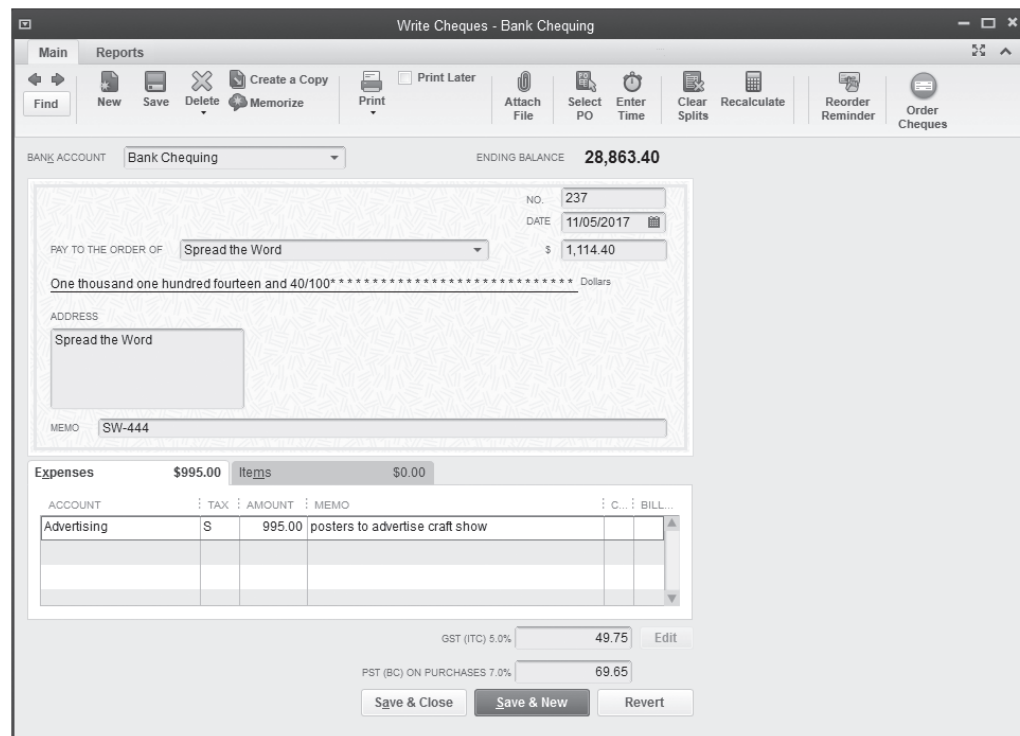 Write Cheques - Bank Chequing
Main Reports
Find New Save Delete Create a Copy Memorize Print Print Later Attach File Select PO Enter Time Clear Splits Recalculate Reorder Reminder Order Cheques
BANK ACCOUNT Bank Chequing ENDING BALANCE 28,863.40
NO. 237
DATE 11/05/2017
PAY TO THE ORDER OF Spread the Word $ 1,114.40
One thousand one hundred fourteen and 40/100* * * * * * * * * * * * * * * * * * * * * * * * * * * * Dollars
ADDRESS
Spread the Word
MEMO SW-444
Expenses $995.00 Items $0.00
ACCOUNT TAX AMOUNT MEMO C... BILL...
Advertising S 995.00 posters to advertise craft show
GST (ITC) 5.0% 49.75 Edit
PST (BC) ON PURCHASES 7.0% 69.65
Save & Close Save & New Revert